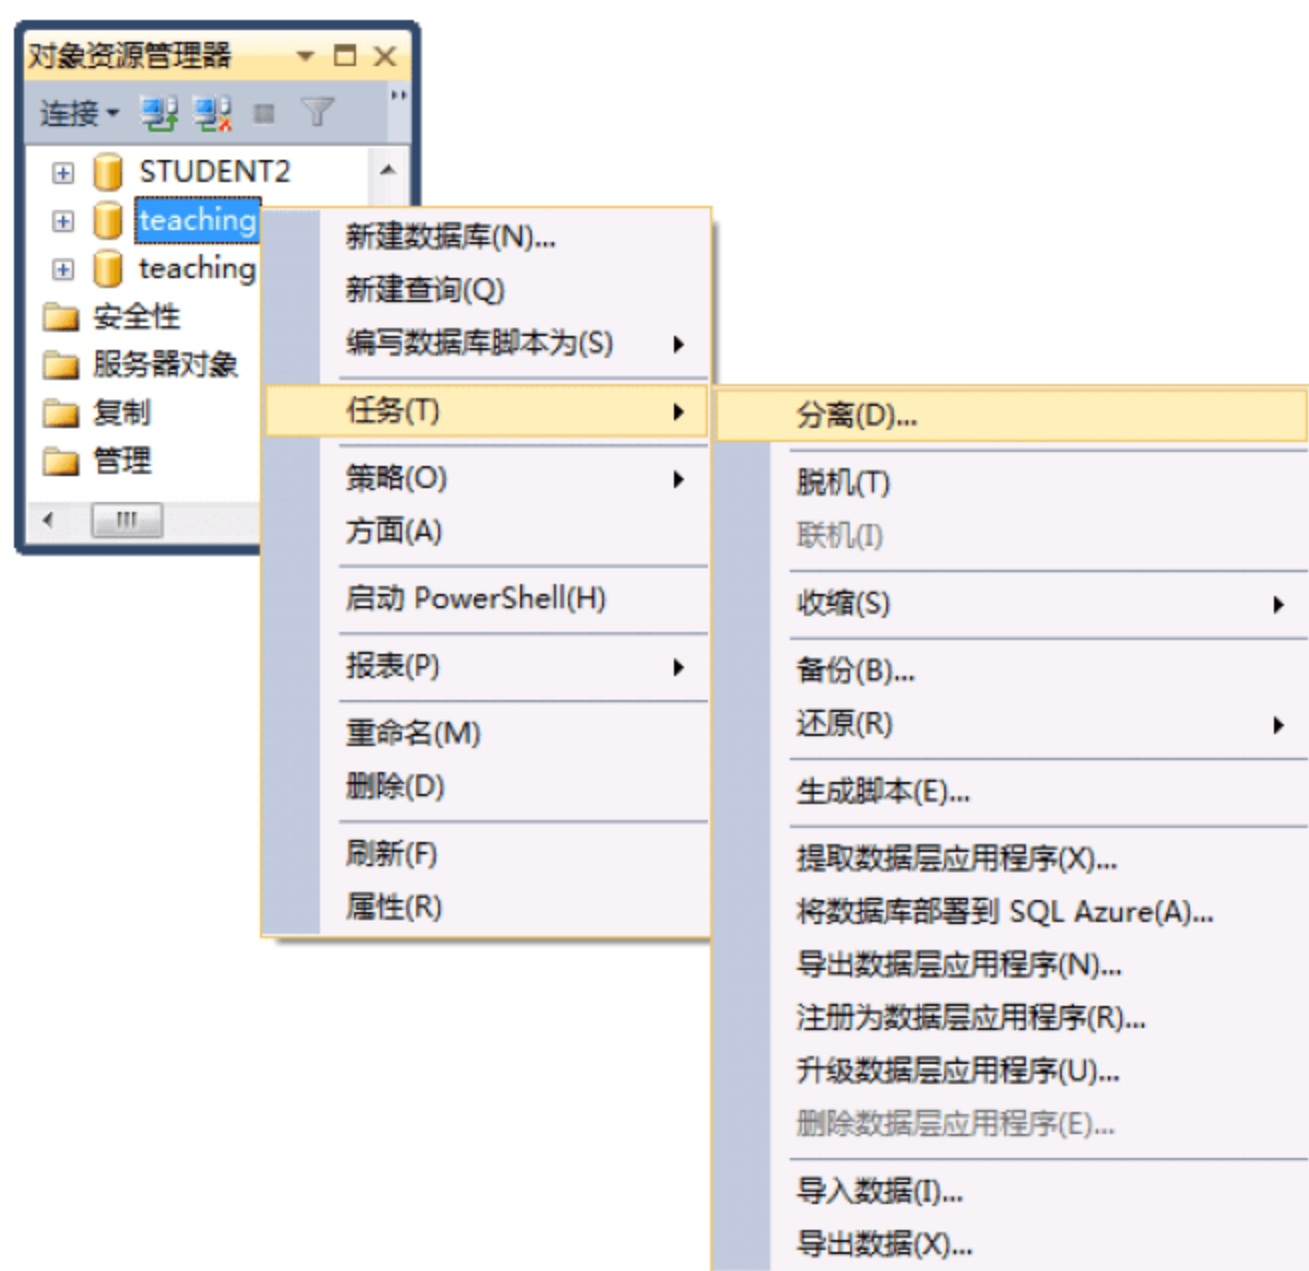 对象资源管理器
连接
STUDENT2
teaching
teaching
安全性
服务器对象
复制
管理
新建数据库(N)...
新建查询(Q)
编写数据库脚本为(S)
任务(T)
策略(O)
方面(A)
启动 PowerShell(H)
报表(P)
重命名(M)
删除(D)
刷新(F)
属性(R)
分离(D)...
脱机(T)
联机(I)
收缩(S)
备份(B)...
还原(R)
生成脚本(E)...
提取数据层应用程序(X)...
将数据库部署到 SQL Azure(A)...
导出数据层应用程序(N)...
注册为数据层应用程序(R)...
升级数据层应用程序(U)...
删除数据层应用程序(E)...
导入数据(I)...
导出数据(X)...